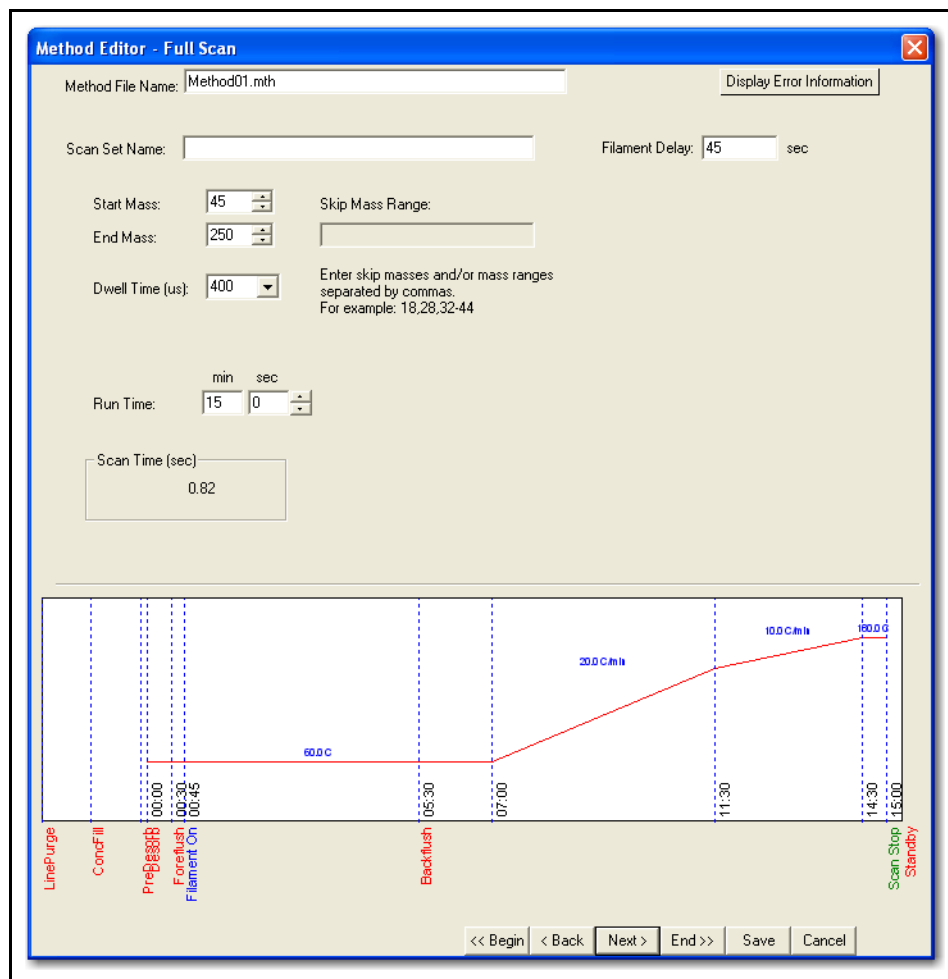 Method Editor - Full Scan
Method File Name: Method01.mth
Display Error Information
Scan Set Name:
Filament Delay: 45 sec
Start Mass: 45
Skip Mass Range:
End Mass: 250
Dwell Time (us): 400
Enter skip masses and/or mass ranges
separated by commas.
For example: 18,28,32-44
min sec
Run Time: 15 0
Scan Time (sec)
0.82
60.0 C
20.0 C/min
10.0 C/min
160.0 C
00:00
00:30
00:45
05:30
07:00
11:30
14:30
15:00
LinePurge
ConcFill
PreDesorb
Desorb
Foreflush
Filament On
Backflush
Scan Stop
Standby
<< Begin
< Back
Next >
End >>
Save
Cancel